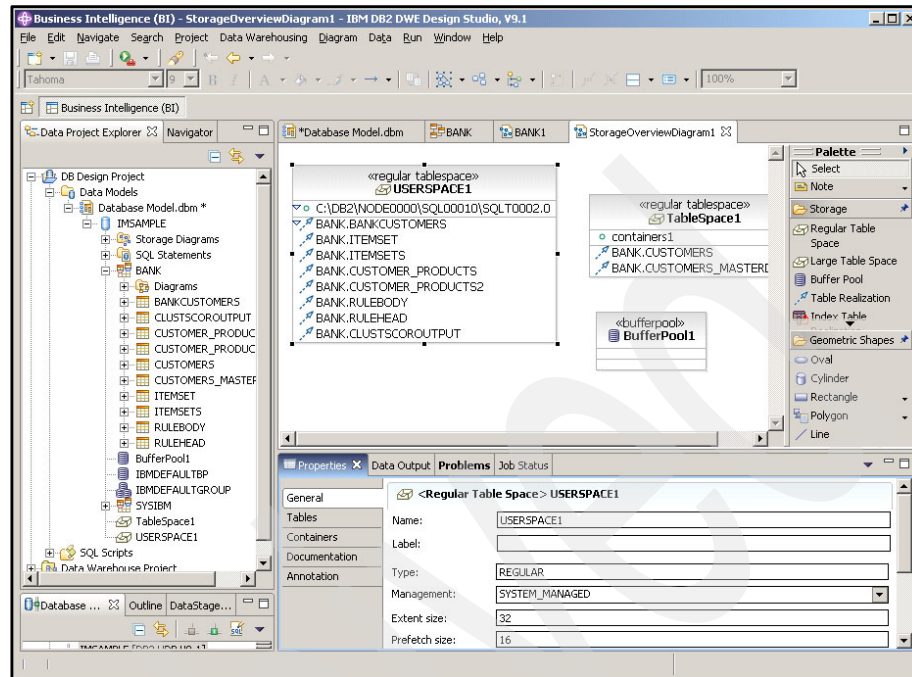 Business Intelligence (BI) - StorageOverviewDiagram1 - IBM DB2 DWE Design Studio, V9.1
File Edit Navigate Search Project Data Warehousing Diagram Data Run Window Help
Tahoma 9 B I A 100%
Business Intelligence (BI)
Data Project Explorer Navigator
DB Design Project
Data Models
Database Model.dbm *
IMSAMPLE
Storage Diagrams
SQL Statements
BANK
Diagrams
BANKCUSTOMERS
CLUSTSCOROUTPUT
CUSTOMER_PRODUC
CUSTOMER_PRODUC
CUSTOMERS
CUSTOMERS_MASTER
ITEMSET
ITEMSETS
RULEBODY
RULEHEAD
BufferPool1
IBMDEFAULTBP
IBMDEFAULTGROUP
SYSIBM
TableSpace1
USERSPACE1
SQL Scripts
Data Warehouse Project
Database ... Outline DataStage...
*Database Model.dbm BANK BANK1 StorageOverviewDiagram1
«regular tablespace»
USERSPACE1
C:\DB2\NODE0000\SQL00010\SQLT0002.0
BANK.BANKCUSTOMERS
BANK.ITEMSET
BANK.ITEMSETS
BANK.CUSTOMER_PRODUCTS
BANK.CUSTOMER_PRODUCTS2
BANK.RULEBODY
BANK.RULEHEAD
BANK.CLUSTSCOROUTPUT
«regular tablespace»
TableSpace1
containers1
BANK.CUSTOMERS
BANK.CUSTOMERS_MASTERD
«bufferpool»
BufferPool1
Palette
Select
Note
Storage
Regular Table
Space
Large Table Space
Buffer Pool
Table Realization
Index Table
Geometric Shapes
Oval
Cylinder
Rectangle
Polygon
Line
Properties Data Output Problems Job Status
General
Tables
Containers
Documentation
Annotation
<Regular Table Space> USERSPACE1
Name: USERSPACE1
Label:
Type: REGULAR
Management: SYSTEM_MANAGED
Extent size: 32
Prefetch size: 16